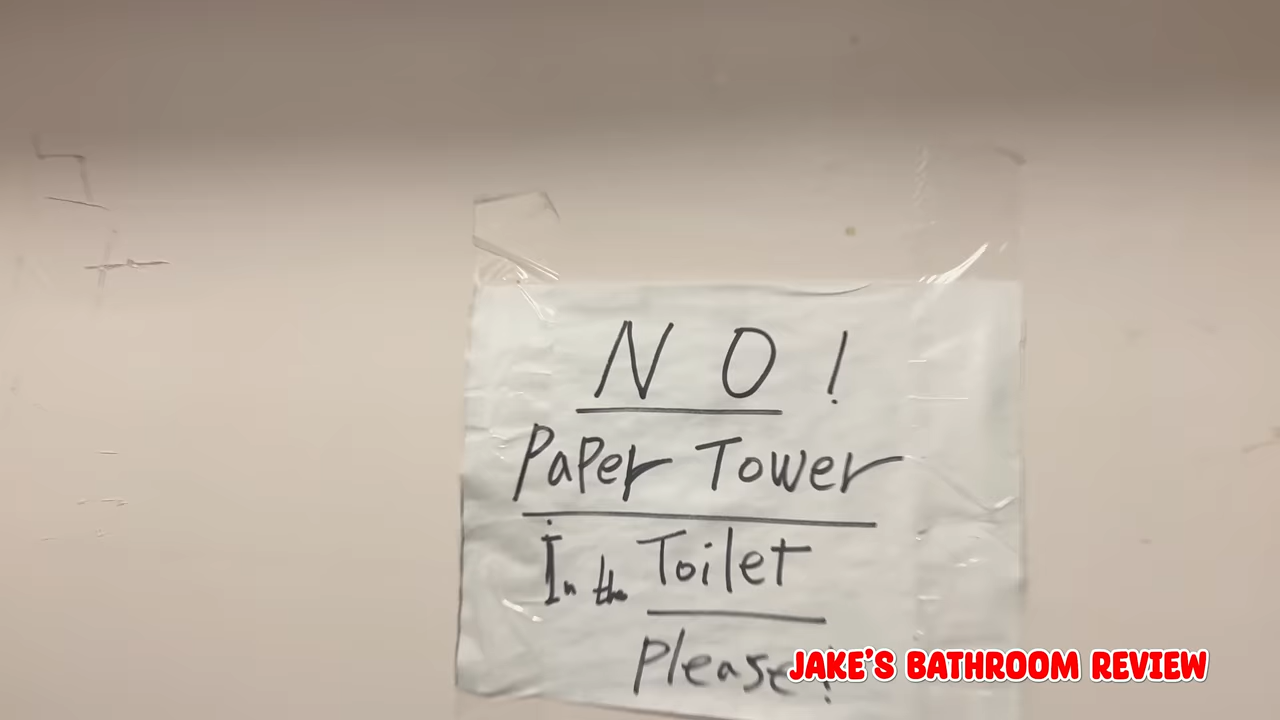 NO!
Paper Tower
In the Toilet
Please!
JAKE'S BATHROOM REVIEW